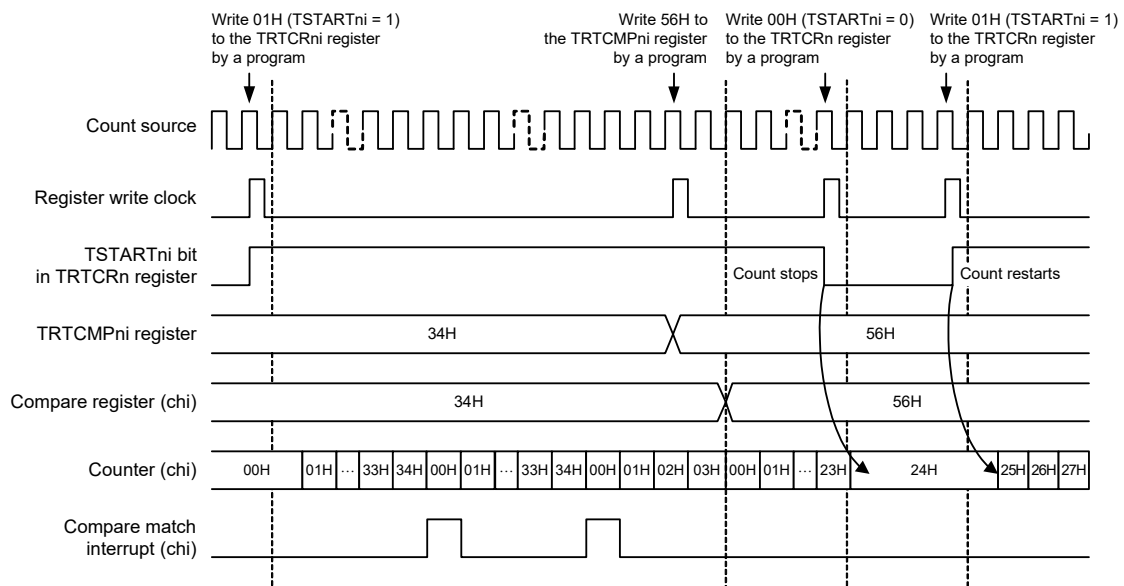 Write 01H (TSTARTni = 1)
to the TRTCRni register
by a program
Write 56H to
the TRTCMPni register
by a program
Write 00H (TSTARTni = 0)
to the TRTCRn register
by a program
Write 01H (TSTARTni = 1)
to the TRTCRn register
by a program
Count source
Register write clock
TSTARTni bit
in TRTCRn register
Count stops
Count restarts
TRTCMPni register
34H
56H
Compare register (chi)
34H
56H
Counter (chi)
00H 01H ... 33H 34H 00H 01H ... 33H 34H 00H 01H 02H 03H 00H 01H ... 23H 24H 25H 26H 27H
Compare match
interrupt (chi)